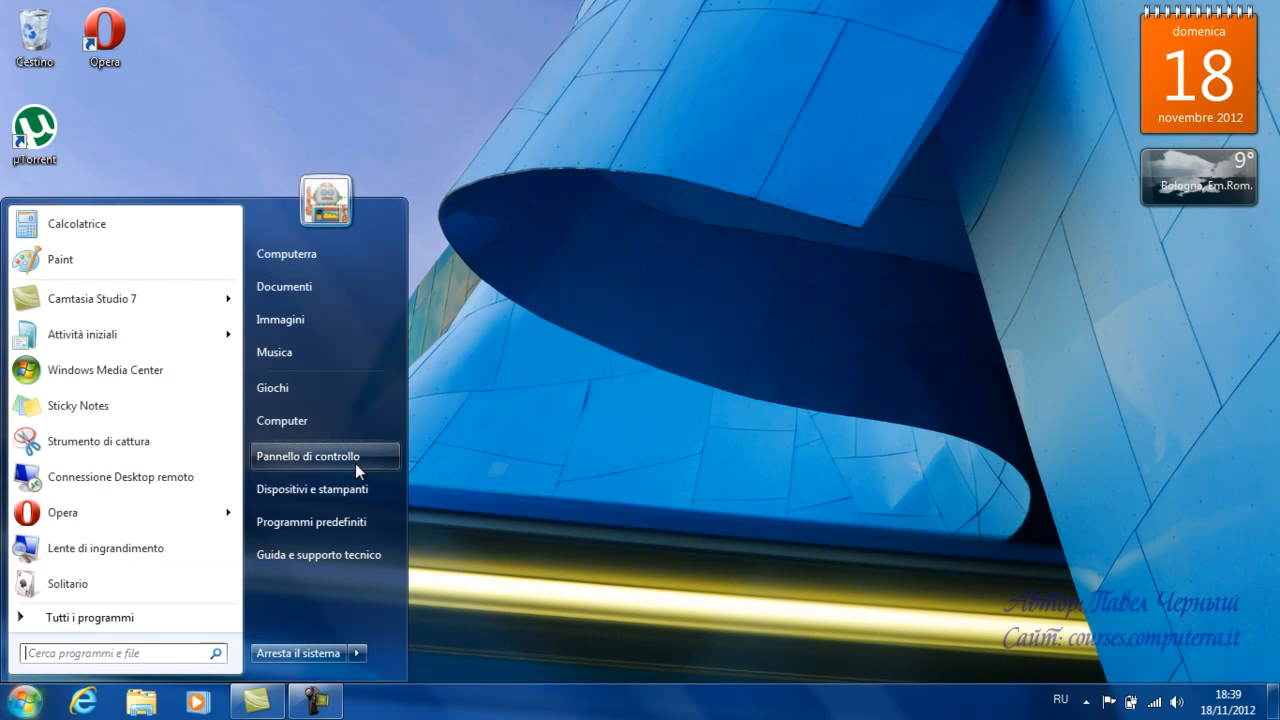 Cestino
Opera
µTorrent
domenica
18
novembre 2012
9°
Bologna, Em.Rom.
Calcolatrice
Paint
Camtasia Studio 7
Attività iniziali
Windows Media Center
Sticky Notes
Strumento di cattura
Connessione Desktop remoto
Opera
Lente di ingrandimento
Solitario
Tutti i programmi
Cerca programmi e file
Computerra
Documenti
Immagini
Musica
Giochi
Computer
Pannello di controllo
Dispositivi e stampanti
Programmi predefiniti
Guida e supporto tecnico
Arresta il sistema
Автор: Павел Черный
Сайт: courses.computerra.it
RU
18:39
18/11/2012